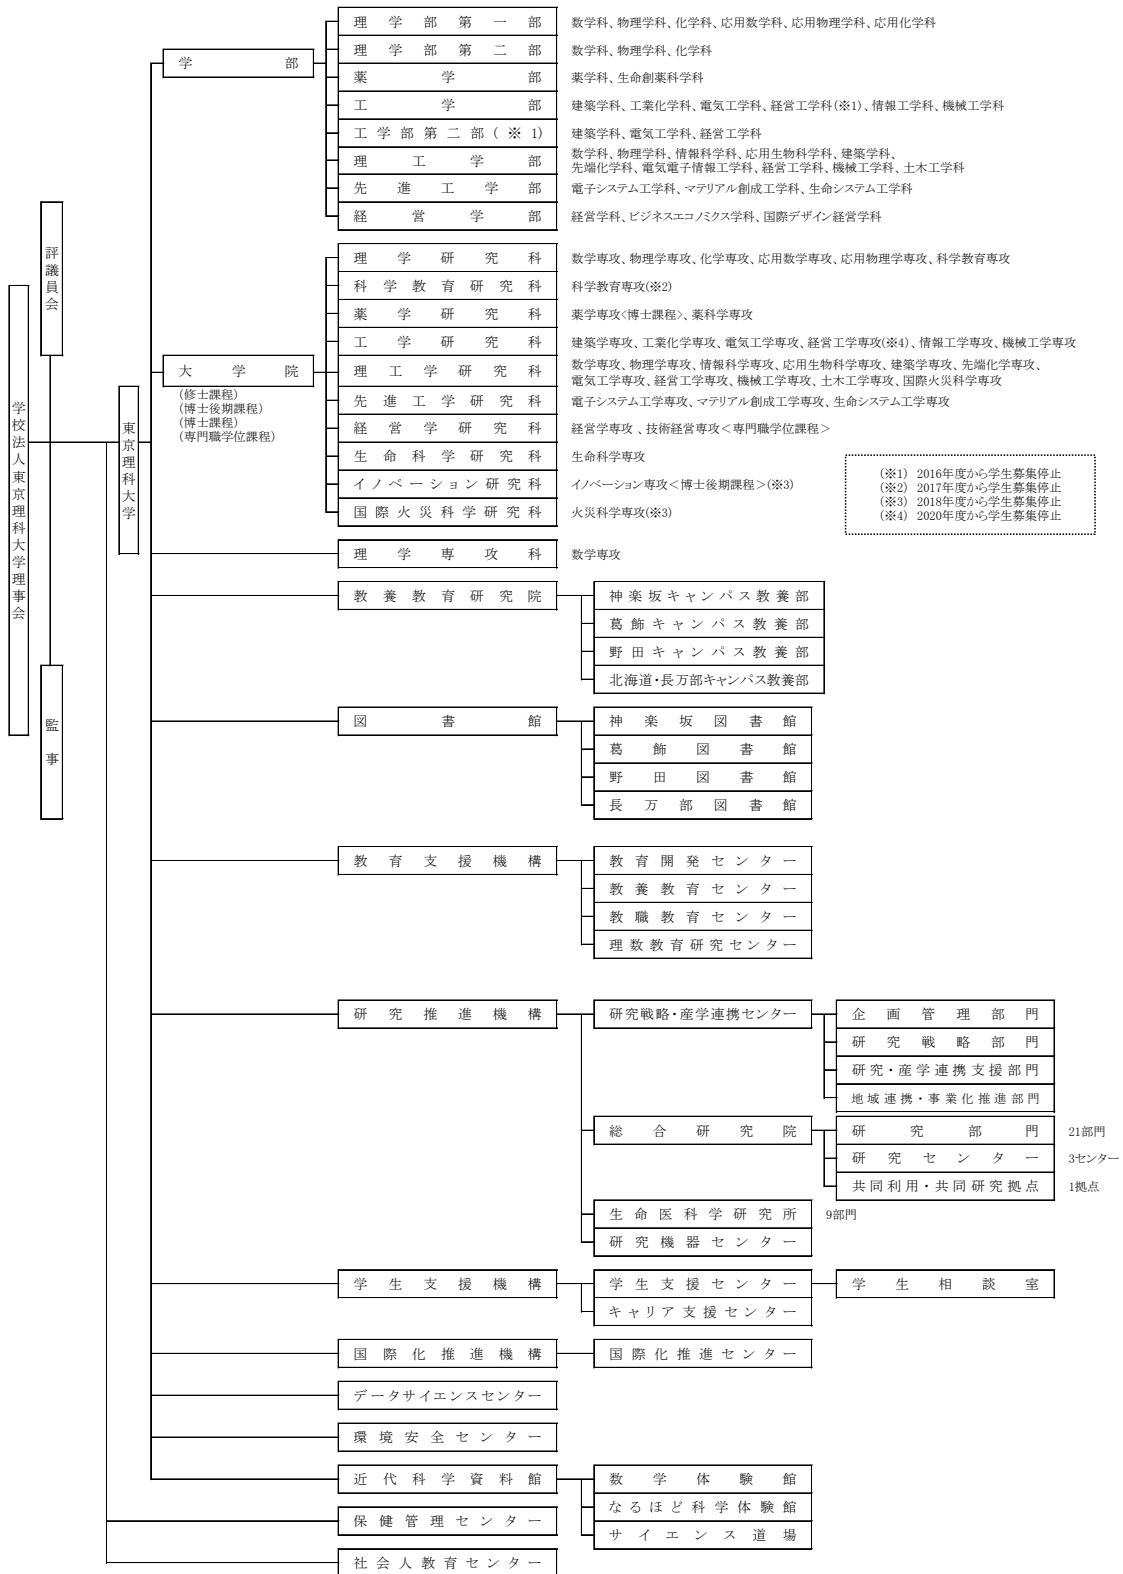 理学部第一部 数学科、物理学科、化学科、応用数学科、応用物理学科、応用化学科
理学部第二部 数学科、物理学科、化学科
学部
薬学部 薬学科、生命創薬科学科
工学部 建築学科、工業化学科、電気工学科、経営工学科(※1)、情報工学科、機械工学科
工学部第二部(※1) 建築学科、電気工学科、経営工学科
理工学部 数学科、物理学科、情報科学科、応用生物科学科、建築学科、
先端化学科、電気電子情報工学科、経営工学科、機械工学科、土木工学科
先進工学部 電子システム工学科、マテリアル創成工学科、生命システム工学科
経営学部 経営学科、ビジネスエコノミクス学科、国際デザイン経営学科
評議員会
理学研究科 数学専攻、物理学専攻、化学専攻、応用数学専攻、応用物理学専攻、科学教育専攻
科学教育研究科 科学教育専攻(※2)
薬学研究科 薬学専攻<博士課程>、薬科学専攻
工学研究科 建築学専攻、工業化学専攻、電気工学専攻、経営工学専攻(※4)、情報工学専攻、機械工学専攻
大学院
(修士課程)
(博士後期課程)
(博士課程)
(専門職学位課程)
理工学研究科 数学専攻、物理学専攻、情報科学専攻、応用生物科学専攻、建築学専攻、先端化学専攻、
電気工学専攻、経営工学専攻、機械工学専攻、土木工学専攻、国際火災科学専攻
先進工学研究科 電子システム工学専攻、マテリアル創成工学専攻、生命システム工学専攻
経営学研究科 経営学専攻、技術経営専攻<専門職学位課程>
生命科学研究科 生命科学専攻
イノベーション研究科 イノベーション専攻<博士後期課程>(※3)
国際火災科学研究科 火災科学専攻(※3)
(※1) 2016年度から学生募集停止
(※2) 2017年度から学生募集停止
(※3) 2018年度から学生募集停止
(※4) 2020年度から学生募集停止
学校法人東京理科大学理事会
東京理科大学
監事
理学専攻科 数学専攻
教養教育研究院
神楽坂キャンパス教養部
葛飾キャンパス教養部
野田キャンパス教養部
北海道・長万部キャンパス教養部
図書館
神楽坂図書館
葛飾図書館
野田図書館
長万部図書館
教育支援機構
教育開発センター
教養教育センター
教職教育センター
理数教育研究センター
研究推進機構
研究戦略・産学連携センター
企画管理部門
研究戦略部門
研究・産学連携支援部門
地域連携・事業化推進部門
総合研究院
研究部門 21部門
研究センター 3センター
共同利用・共同研究拠点 1拠点
生命医科学研究所 9部門
研究機器センター
学生支援機構
学生支援センター
学生相談室
キャリア支援センター
国際化推進機構
国際化推進センター
データサイエンスセンター
環境安全センター
近代科学資料館
数学体験館
なるほど科学体験館
サイエンス道場
保健管理センター
社会人教育センター